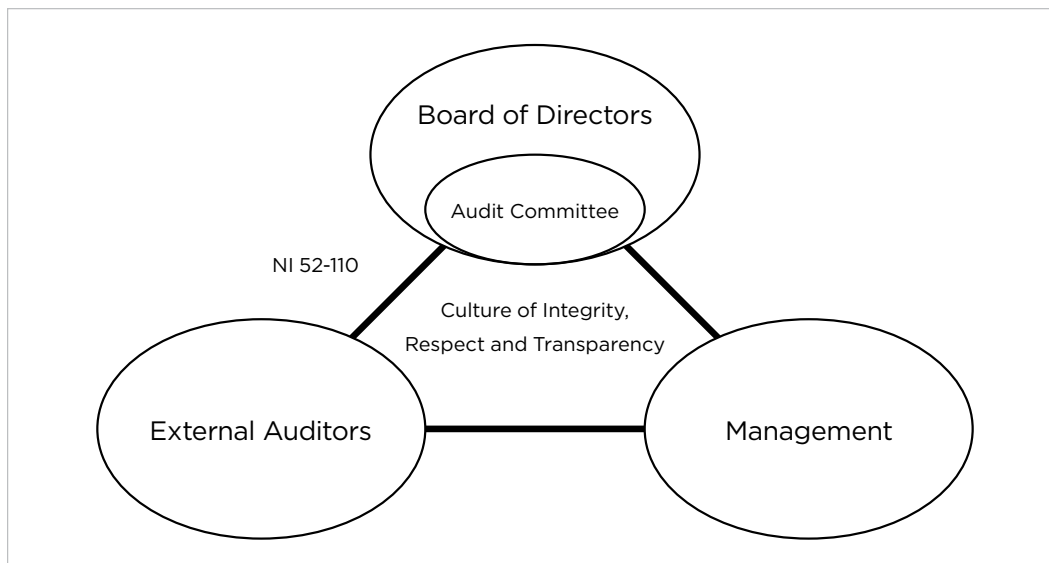 Board of Directors
Audit Committee
NI 52-110
Culture of Integrity,
Respect and Transparency
External Auditors
Management